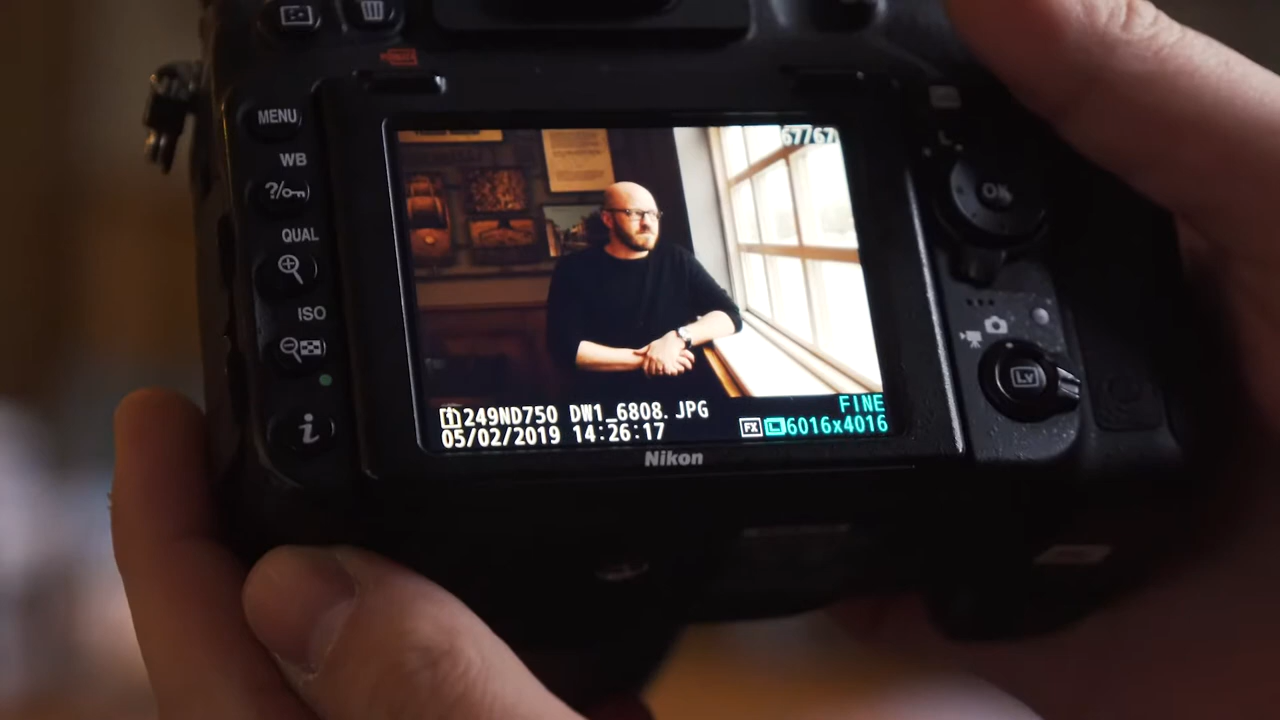 MENU
WB
?
QUAL
ISO
i
67/67
OK
Lv
249ND750 DW1_6808.JPG
FINE
05/02/2019 14:26:17
FX L 6016x4016
Nikon